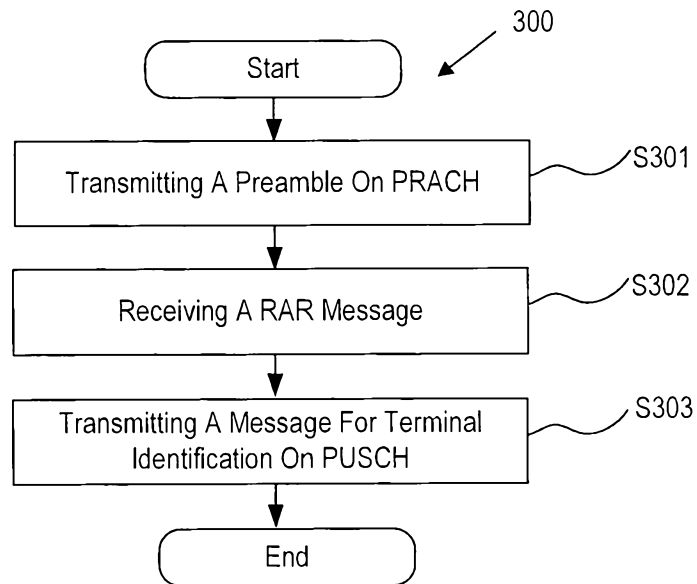 300
Start
Transmitting A Preamble On PRACH
S301
Receiving A RAR Message
S302
Transmitting A Message For Terminal
Identification On PUSCH
S303
End